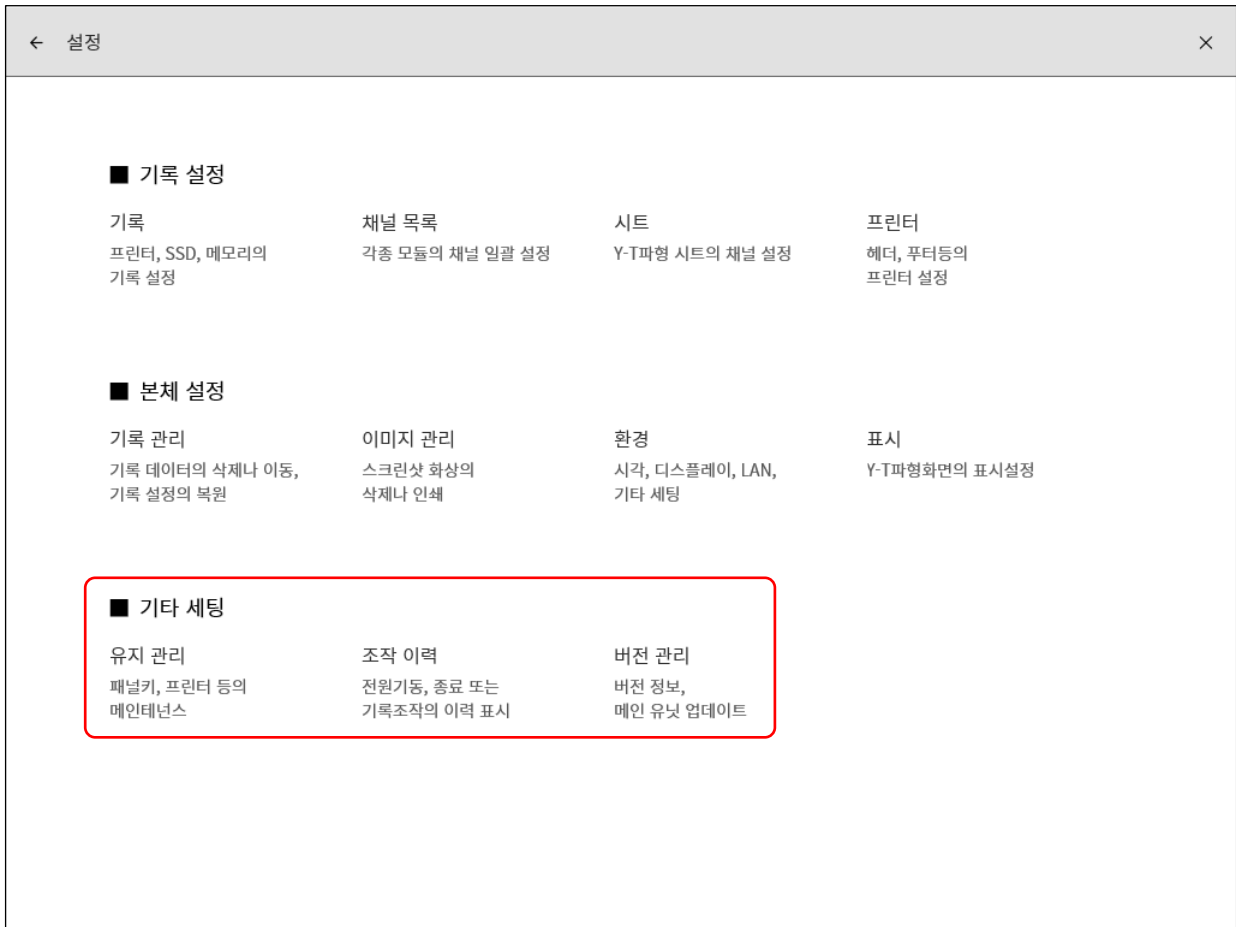 ← 설정 ×
■ 기록 설정
기록
프린터, SSD, 메모리의
기록 설정
채널 목록
각종 모듈의 채널 일괄 설정
시트
Y-T파형 시트의 채널 설정
프린터
헤더, 푸터등의
프린터 설정
■ 본체 설정
기록 관리
기록 데이터의 삭제나 이동,
기록 설정의 복원
이미지 관리
스크린샷 화상의
삭제나 인쇄
환경
시각, 디스플레이, LAN,
기타 세팅
표시
Y-T파형화면의 표시설정
■ 기타 세팅
유지 관리
패널키, 프린터 등의
메인테넌스
조작 이력
전원기동, 종료 또는
기록조작의 이력 표시
버전 관리
버전 정보,
메인 유닛 업데이트